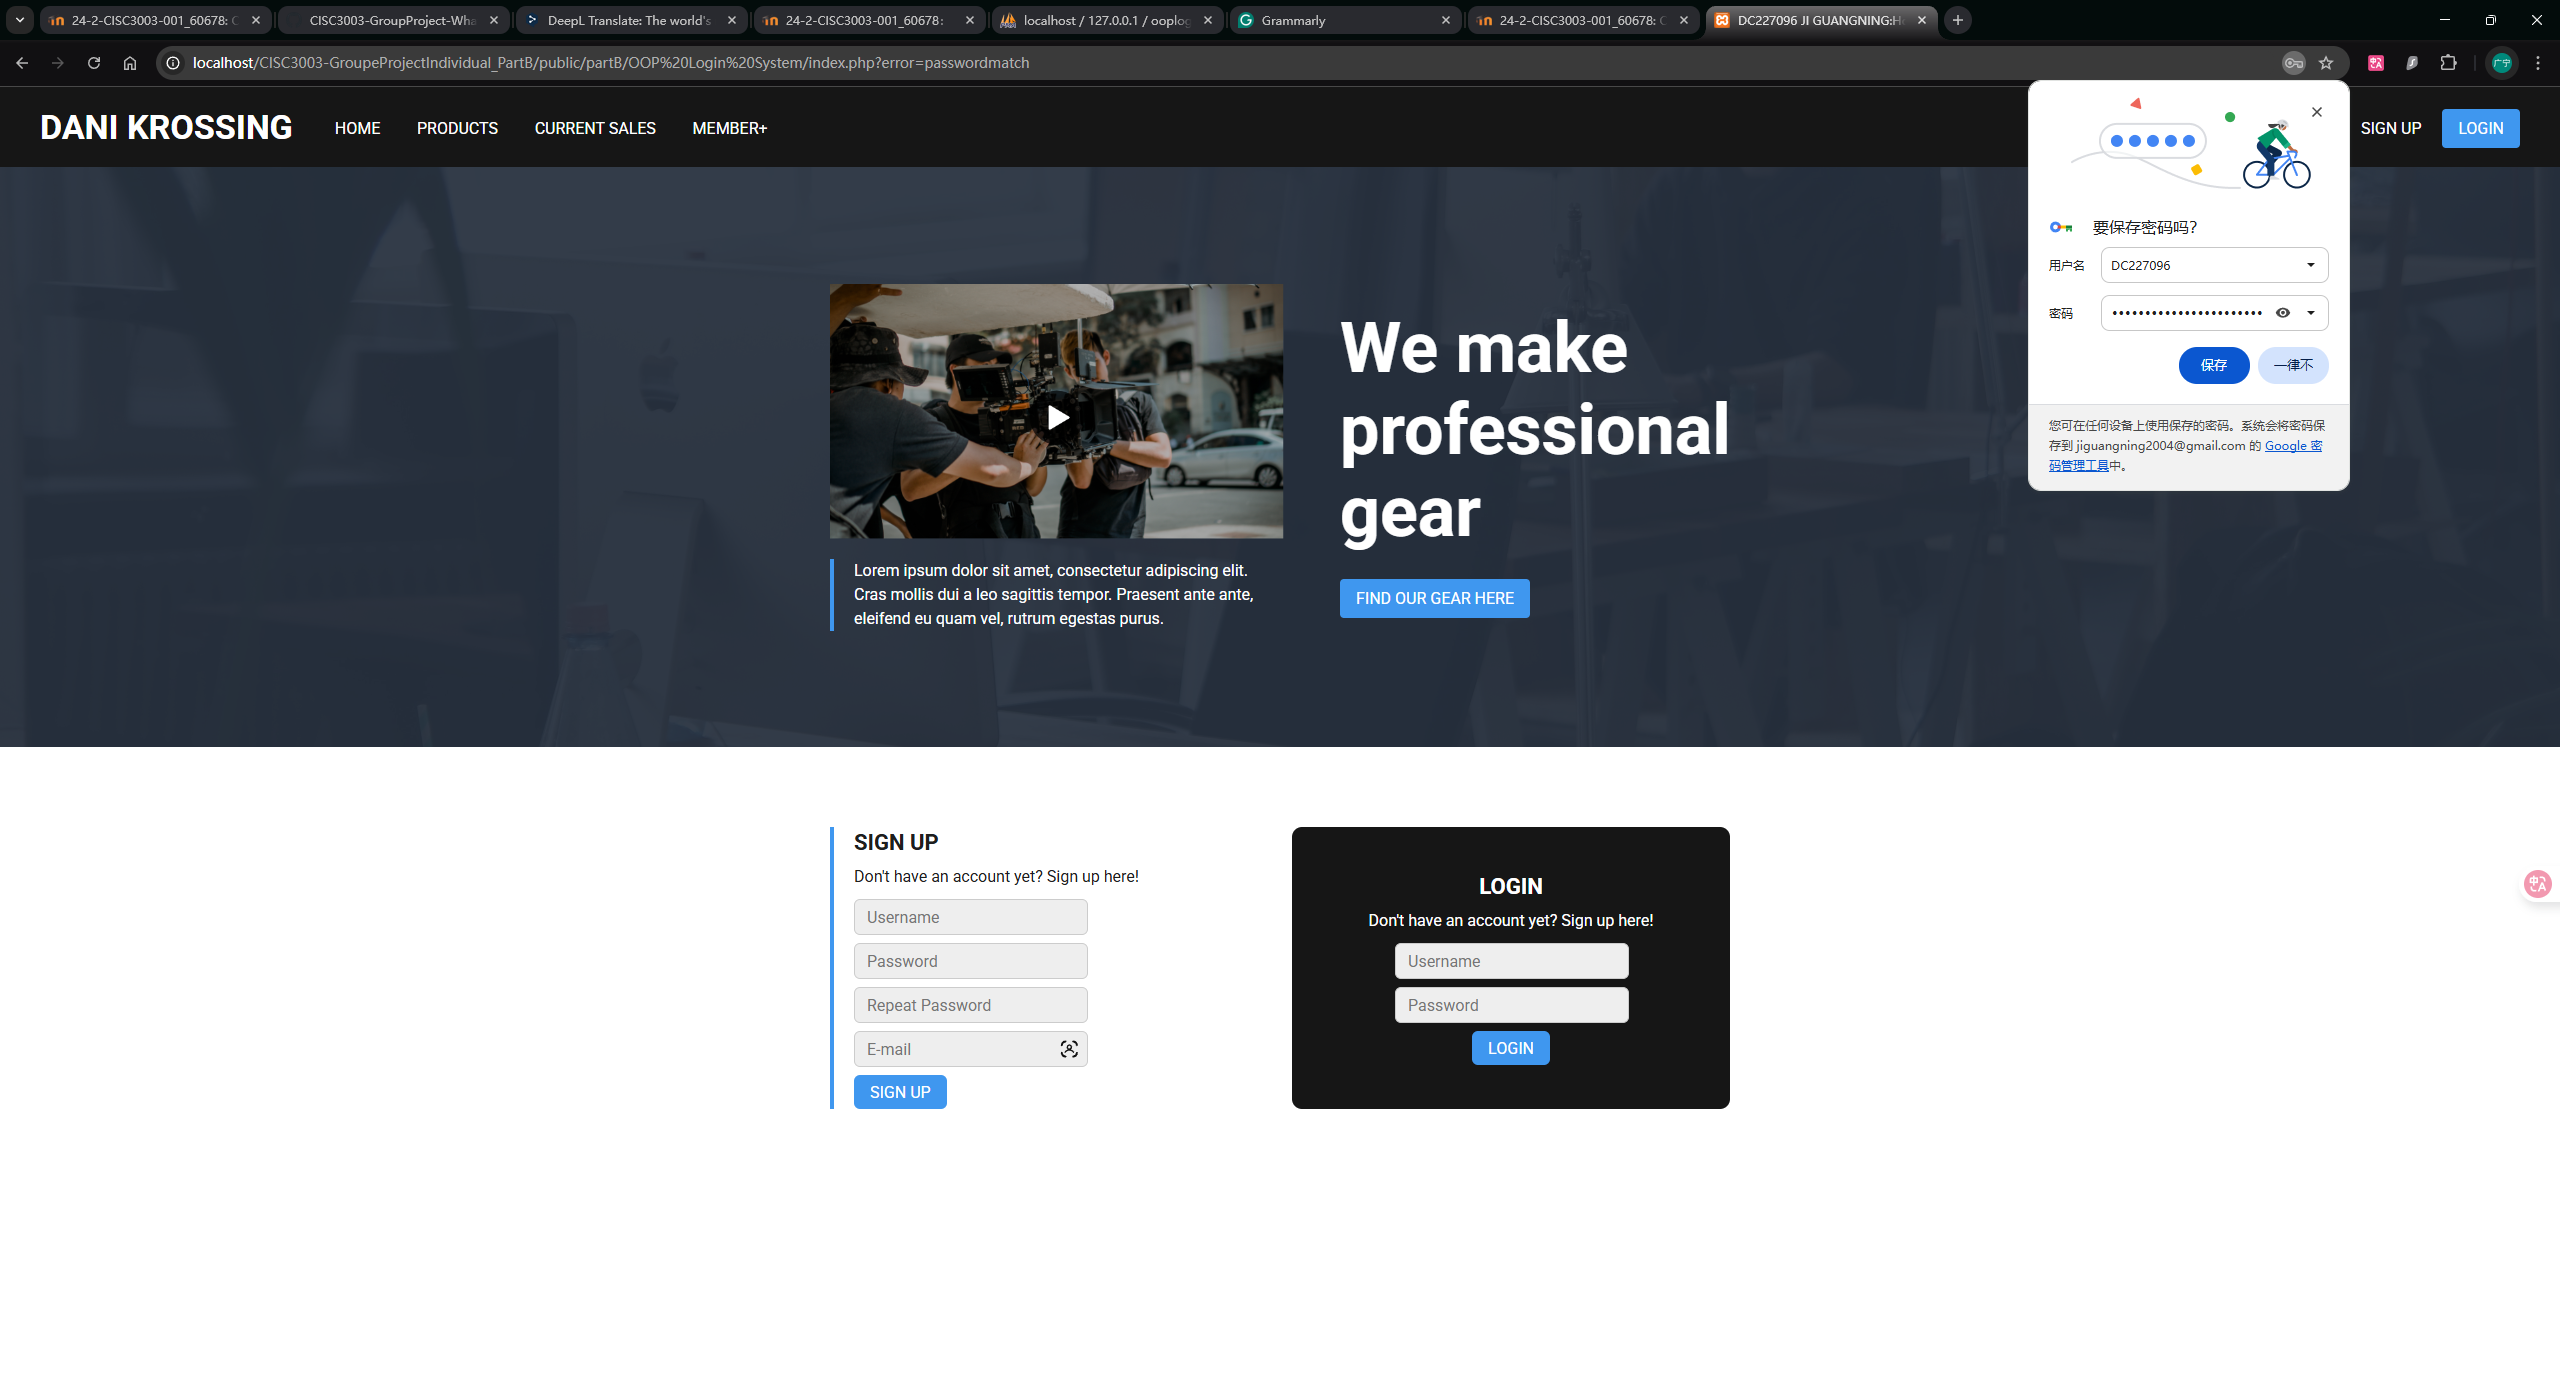 24-2-CISC3003-001_60678: C
CISC3003-GroupProject-Wha
DeepL Translate: The world's
24-2-CISC3003-001_60678:
localhost / 127.0.0.1 / ooplog
Grammarly
24-2-CISC3003-001_60678: C
DC227096 JI GUANGNING:H
localhost/CISC3003-GroupeProjectIndividual_PartB/public/partB/OOP%20Login%20System/index.php?error=passwordmatch
广宁
DANI KROSSING
HOME
PRODUCTS
CURRENT SALES
MEMBER+
SIGN UP
LOGIN
要保存密码吗?
用户名
DC227096
密码
保存
一律不
您可在任何设备上使用保存的密码。系统会将密码保
存到 jiguangning2004@gmail.com 的 Google 密
码管理工具中。
We make
professional
gear
Lorem ipsum dolor sit amet, consectetur adipiscing elit.
Cras mollis dui a leo sagittis tempor. Praesent ante ante,
eleifend eu quam vel, rutrum egestas purus.
FIND OUR GEAR HERE
SIGN UP
Don't have an account yet? Sign up here!
Username
Password
Repeat Password
E-mail
SIGN UP
LOGIN
Don't have an account yet? Sign up here!
Username
Password
LOGIN